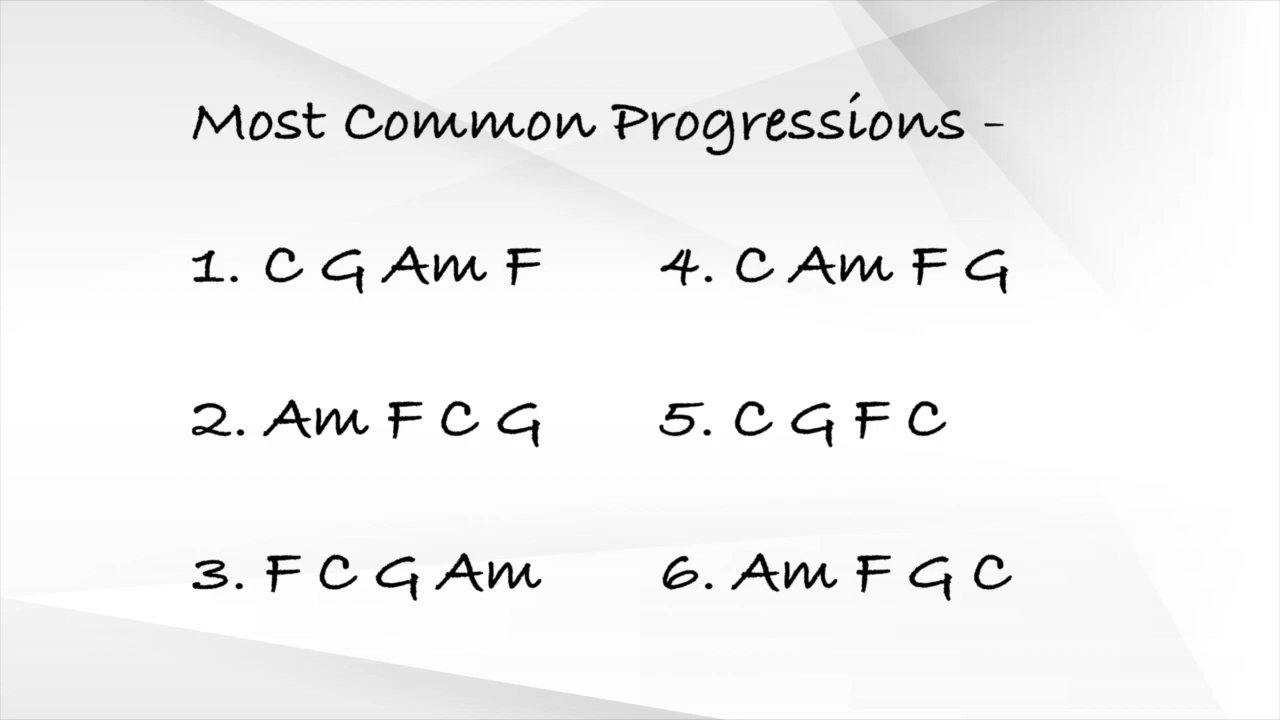 Most Common Progressions -
1. C G Am F
4. C Am F G
2. Am F C G
5. C G F C
3. F C G Am
6. Am F G C